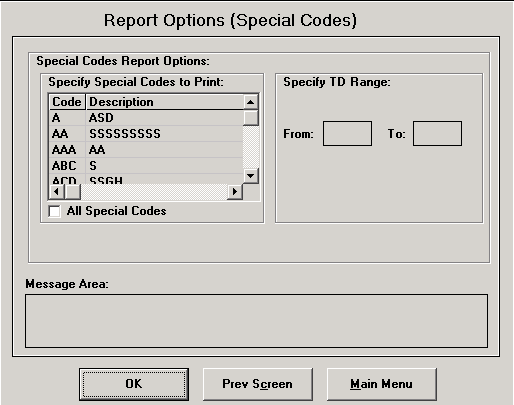 Report Options (Special Codes)
Special Codes Report Options:
Specify Special Codes to Print:
Code Description
A ASD
AA SSSSSSSSS
AAA AA
ABC S
ACD SSGH
All Special Codes
Specify TD Range:
From: To:
Message Area:
OK Prev Screen Main Menu